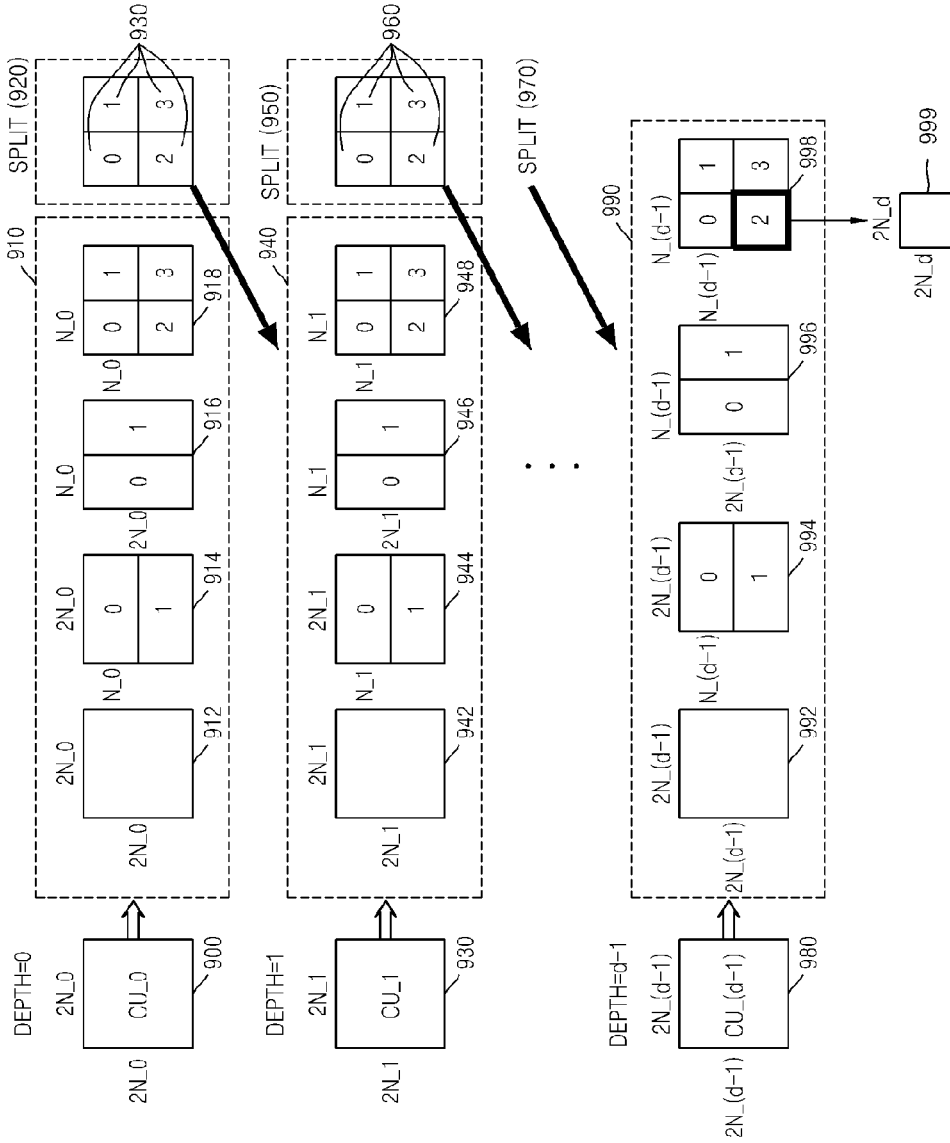 DEPTH=0
2N_0
2N_0
CU_0
900
910
2N_0
2N_0
912
2N_0
N_0
0
1
914
N_0
2N_0
0
1
916
N_0
N_0
0
1
2
3
918
SPLIT (920)
0
1
2
3
930
DEPTH=1
2N_1
2N_1
CU_1
930
940
2N_1
2N_1
942
2N_1
N_1
0
1
944
N_1
2N_1
0
1
946
N_1
N_1
0
1
2
3
948
SPLIT (950)
0
1
2
3
960
. . .
SPLIT (970)
DEPTH=d-1
2N_(d-1)
2N_(d-1)
CU_(d-1)
980
990
2N_(d-1)
2N_(d-1)
992
2N_(d-1)
N_(d-1)
0
1
994
N_(d-1)
2N_(d-1)
0
1
996
N_(d-1)
N_(d-1)
0
1
2
3
998
2N_d
2N_d
999